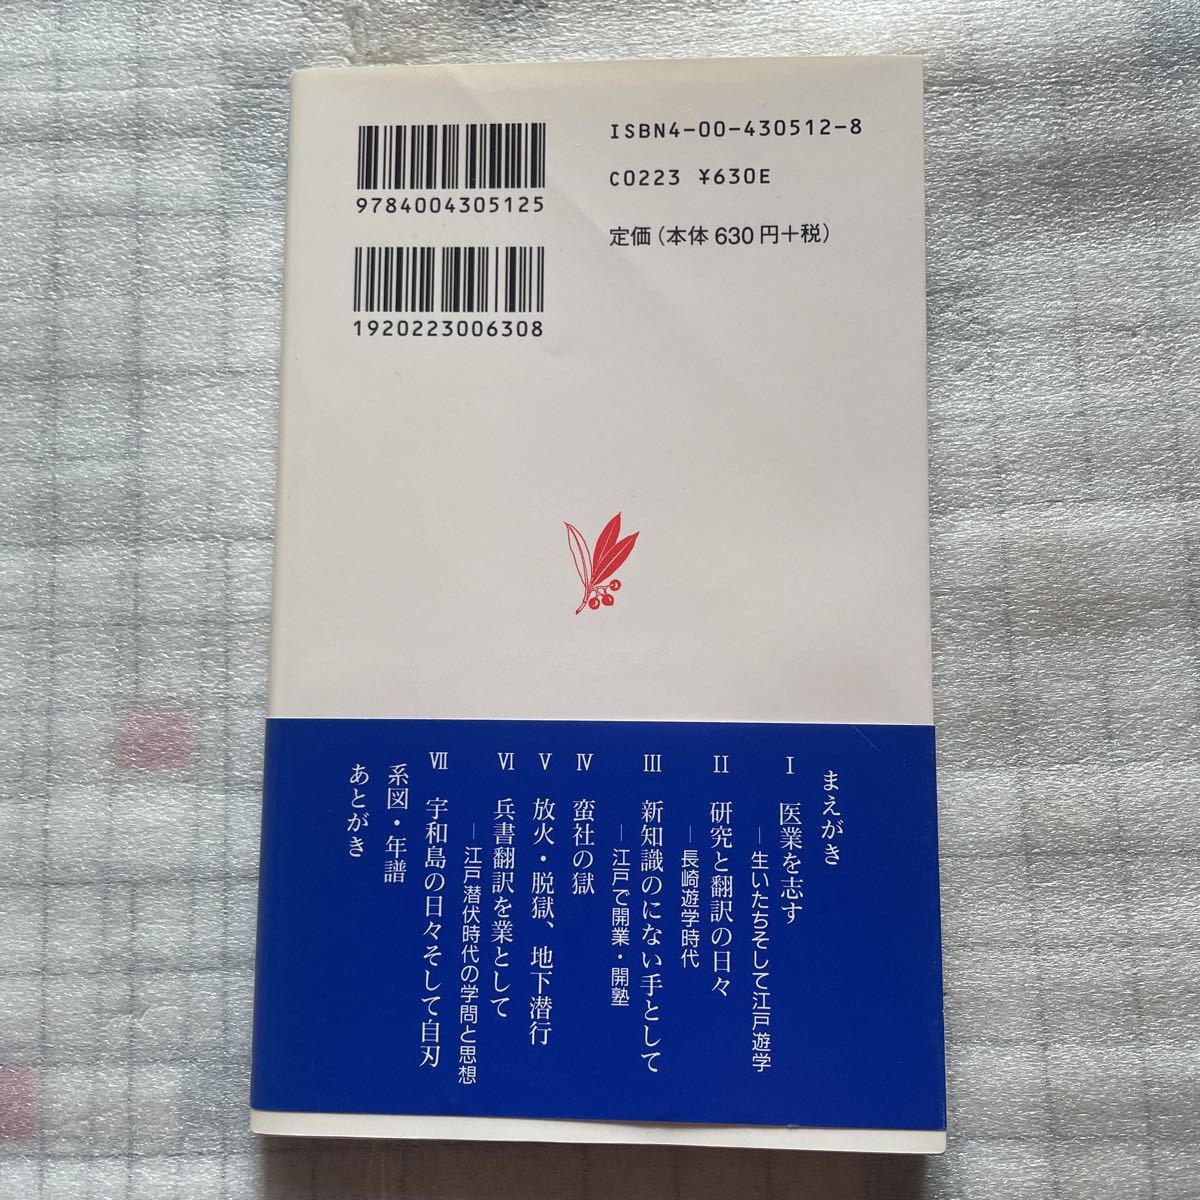 ISBN4-00-430512-8
C0223 ¥630E
定価(本体 630円+税)
9784004305125
1920223006308
まえがき
I 医業を志す
―生いたちそして江戸遊学
II 研究と翻訳の日々
―長崎遊学時代
III 新知識のにない手として
―江戸で開業・開塾
IV 蛮社の獄
V 放火・脱獄、地下潜行
VI 兵書翻訳を業として
―江戸潜伏時代の学問と思想
VII 宇和島の日々そして自刃
系図・年譜
あとがき